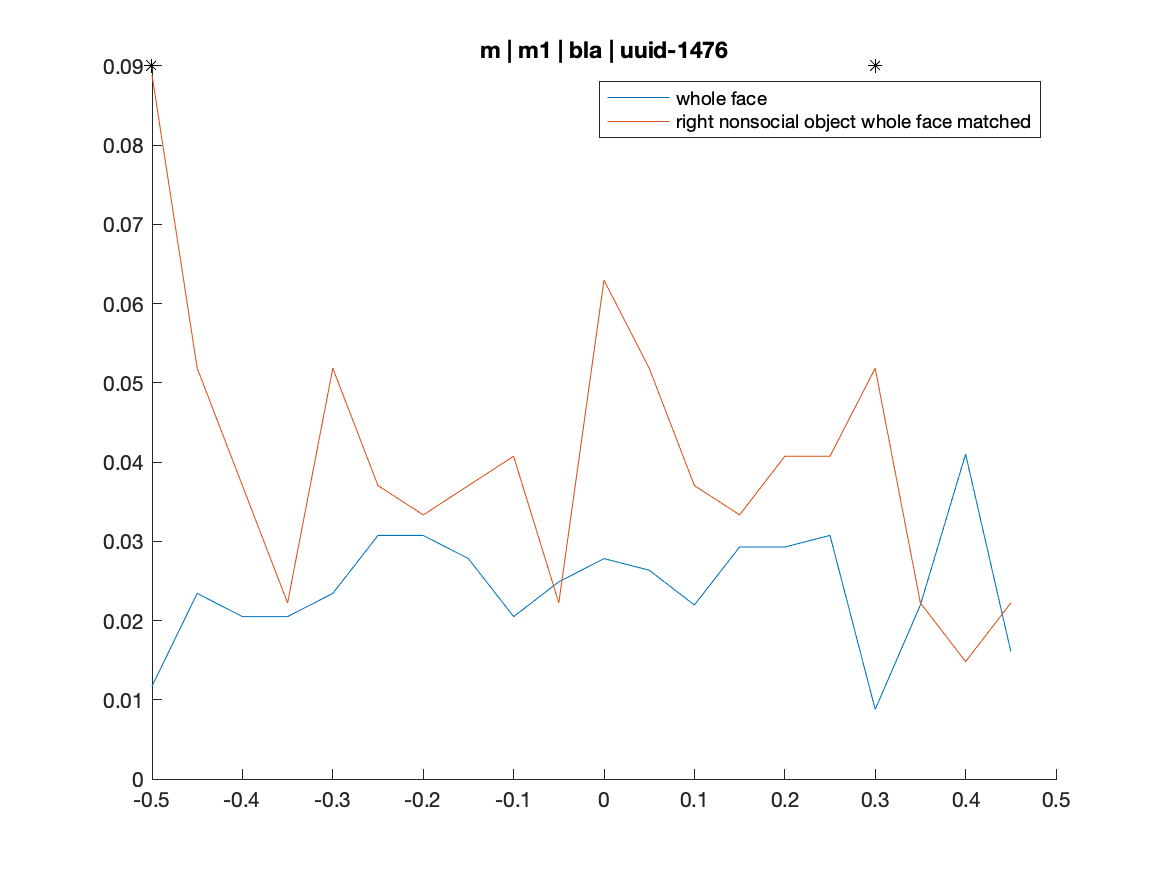 m | m1 | bla | uuid-1476
0.09
whole face
right nonsocial object whole face matched
0.08
0.07
0.06
0.05
0.04
0.03
0.02
0.01
0
-0.5 -0.4 -0.3 -0.2 -0.1 0 0.1 0.2 0.3 0.4 0.5